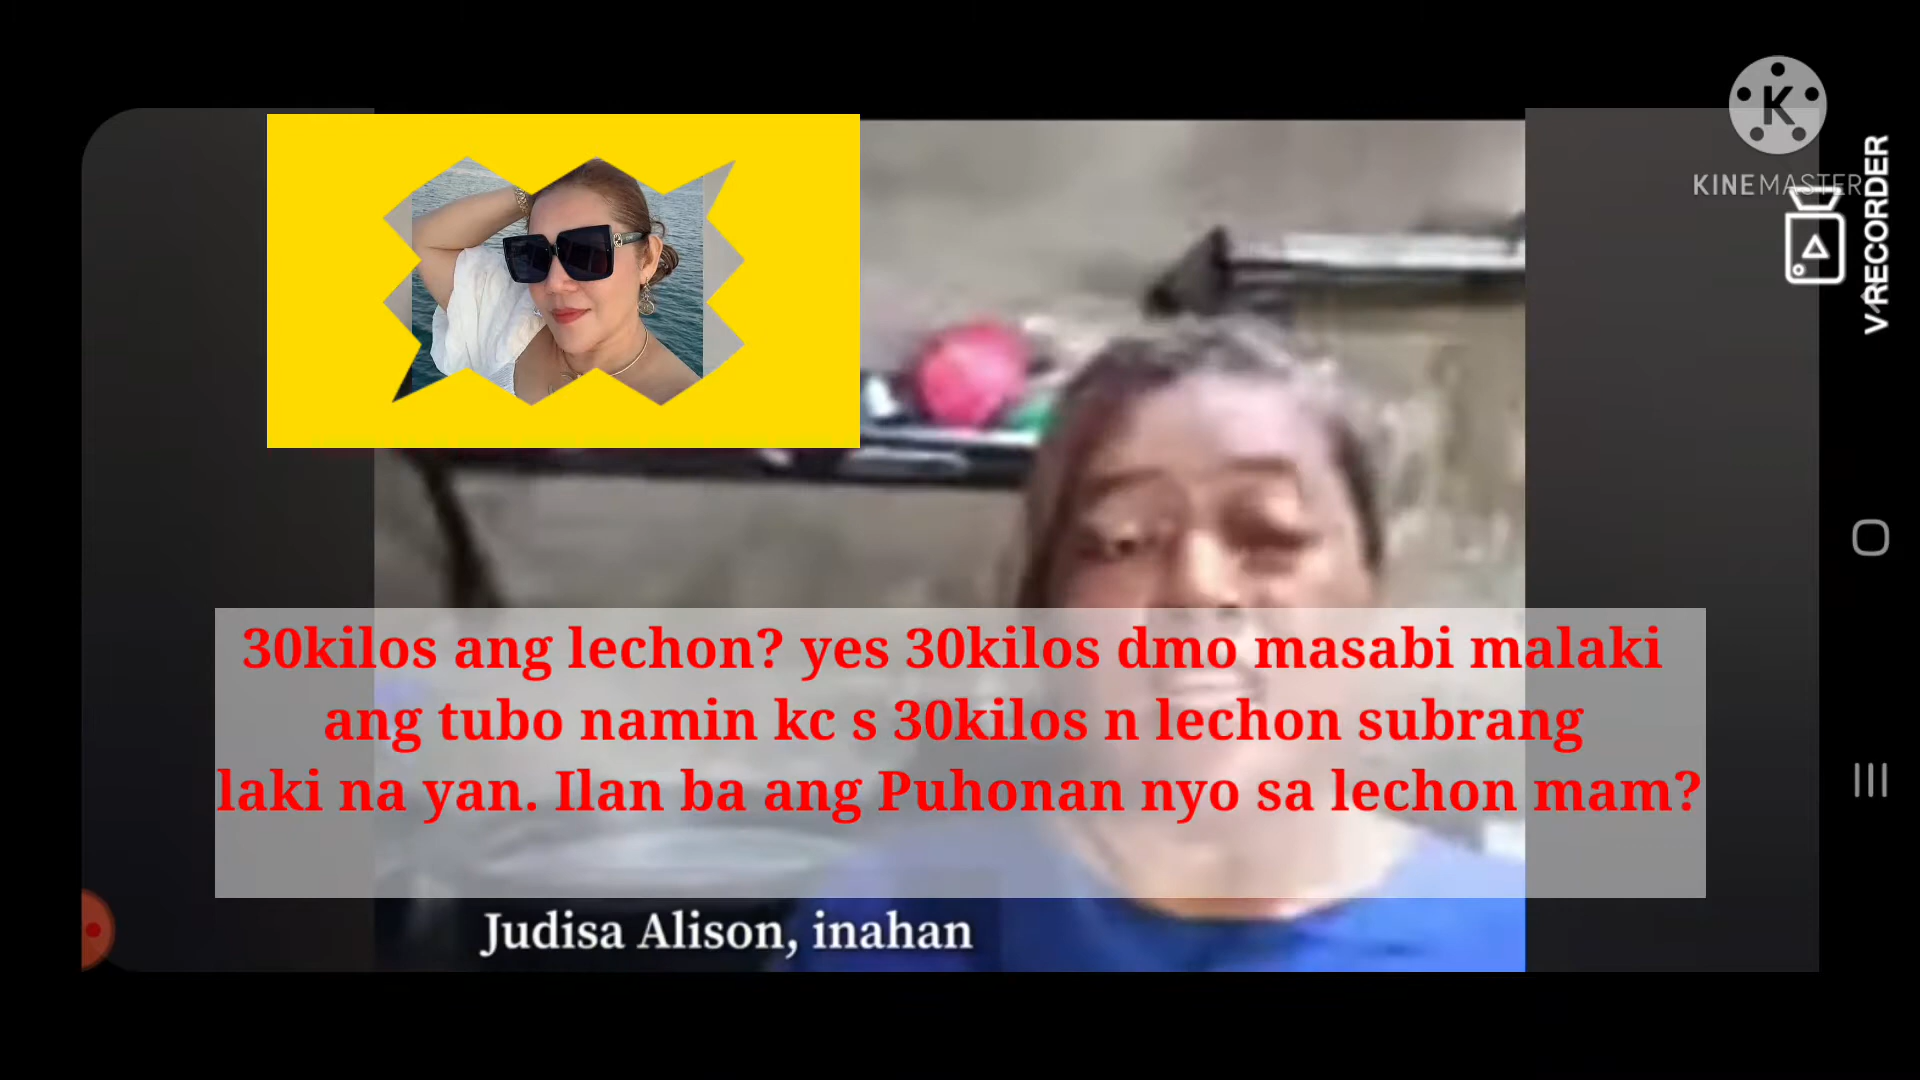 K
KINEMASTER
V RECORDER
30kilos ang lechon? yes 30kilos dmo masabi malaki
ang tubo namin kc s 30kilos n lechon subrang
laki na yan. Ilan ba ang Puhonan nyo sa lechon mam?
Judisa Alison, inahan